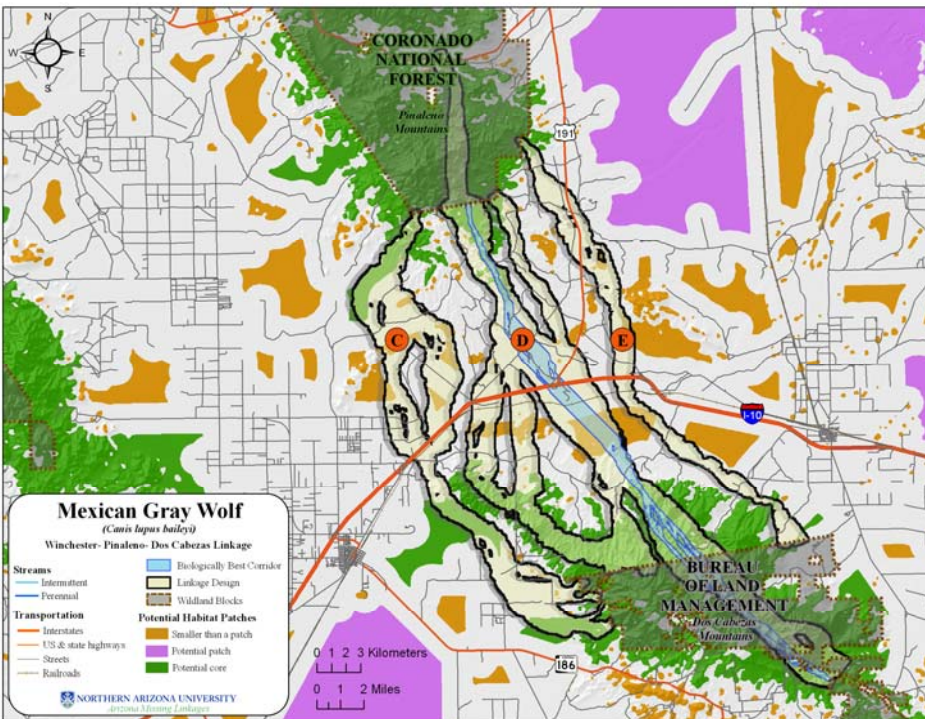 N
W E
S
CORONADO
NATIONAL
FOREST
Pinaleno
Mountains
191
C
D
E
I-10
BUREAU
OF LAND
MANAGEMENT
Dos Cabezas
Mountains
186
Mexican Gray Wolf
(Canis lupus baileyi)
Winchester- Pinaleno- Dos Cabezas Linkage
Streams
Intermittent
Perennial
Transportation
Interstates
US & state highways
Streets
Railroads
Biologically Best Corridor
Linkage Design
Wildland Blocks
Potential Habitat Patches
Smaller than a patch
Potential patch
Potential core
NORTHERN ARIZONA UNIVERSITY
Arizona Missing Linkages
0 1 2 3 Kilometers
0 1 2 Miles